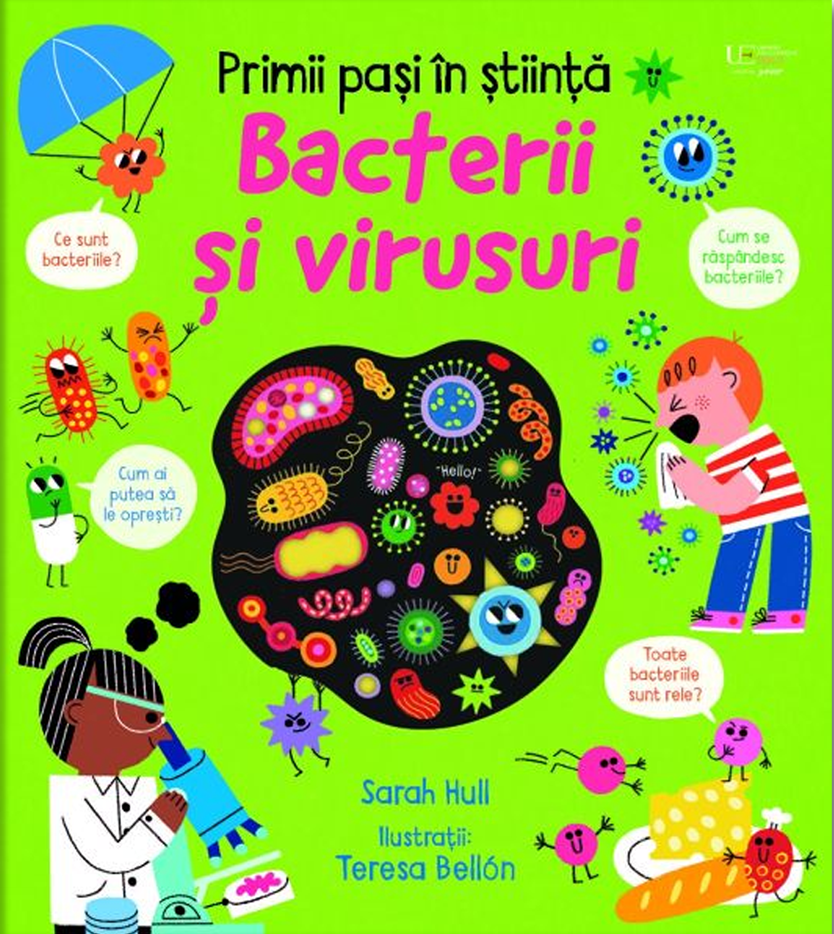 Primii pași în știință
Bacterii
și virusuri
Ce sunt
bacteriile?
Cum se
răspândesc
bacteriile?
Cum ai
putea să
le oprești?
"Hello!"
Toate
bacteriile
sunt rele?
Sarah Hull
Ilustrații:
Teresa Bellón